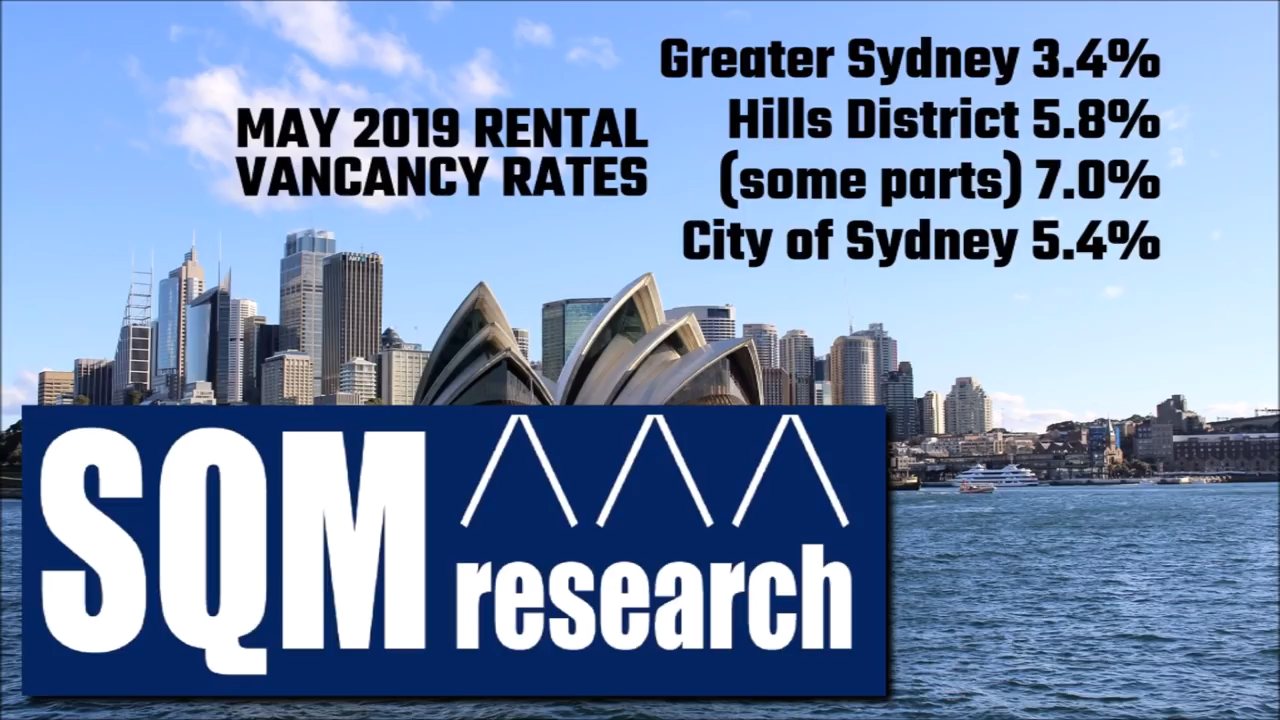 MAY 2019 RENTAL
VANCANCY RATES
Greater Sydney 3.4%
Hills District 5.8%
(some parts) 7.0%
City of Sydney 5.4%
SQM
research